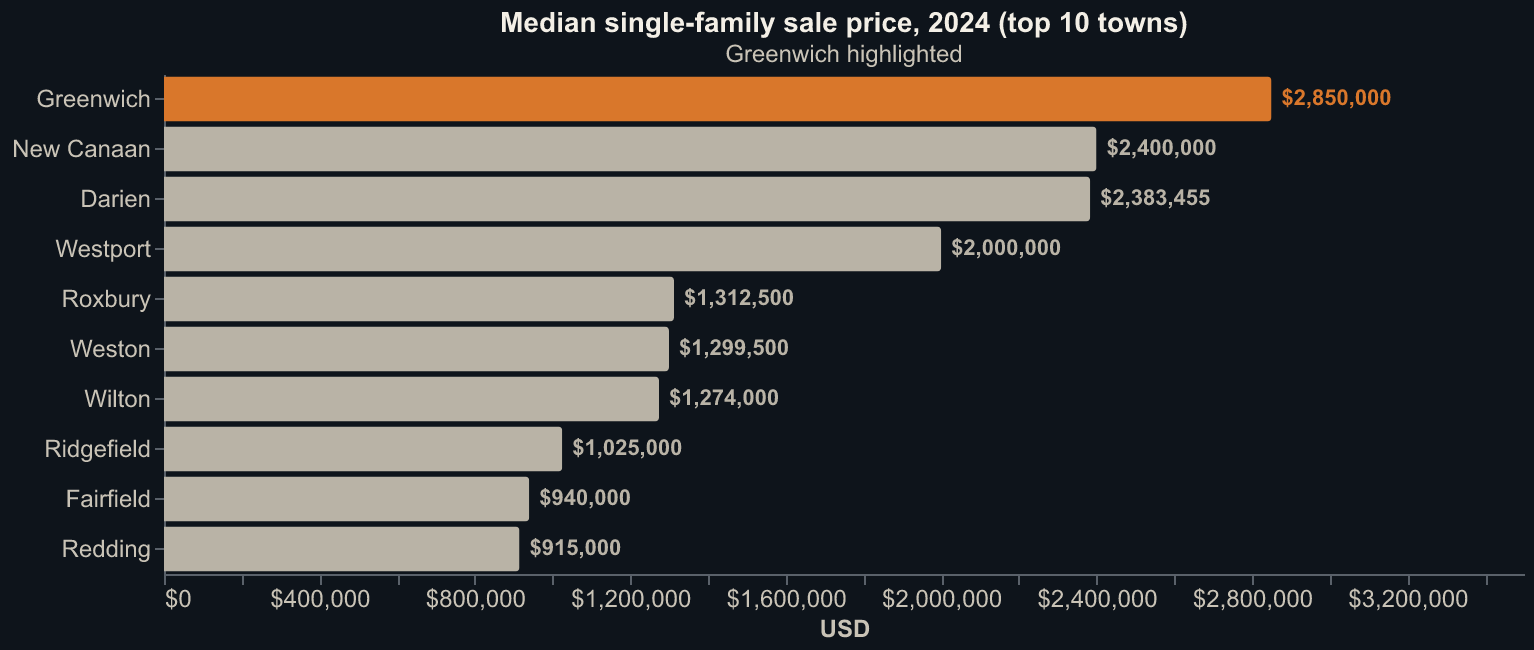 Median single-family sale price, 2024 (top 10 towns)
Greenwich highlighted
Greenwich $2,850,000
New Canaan $2,400,000
Darien $2,383,455
Westport $2,000,000
Roxbury $1,312,500
Weston $1,299,500
Wilton $1,274,000
Ridgefield $1,025,000
Fairfield $940,000
Redding $915,000
$0 $400,000 $800,000 $1,200,000 $1,600,000 $2,000,000 $2,400,000 $2,800,000 $3,200,000
USD